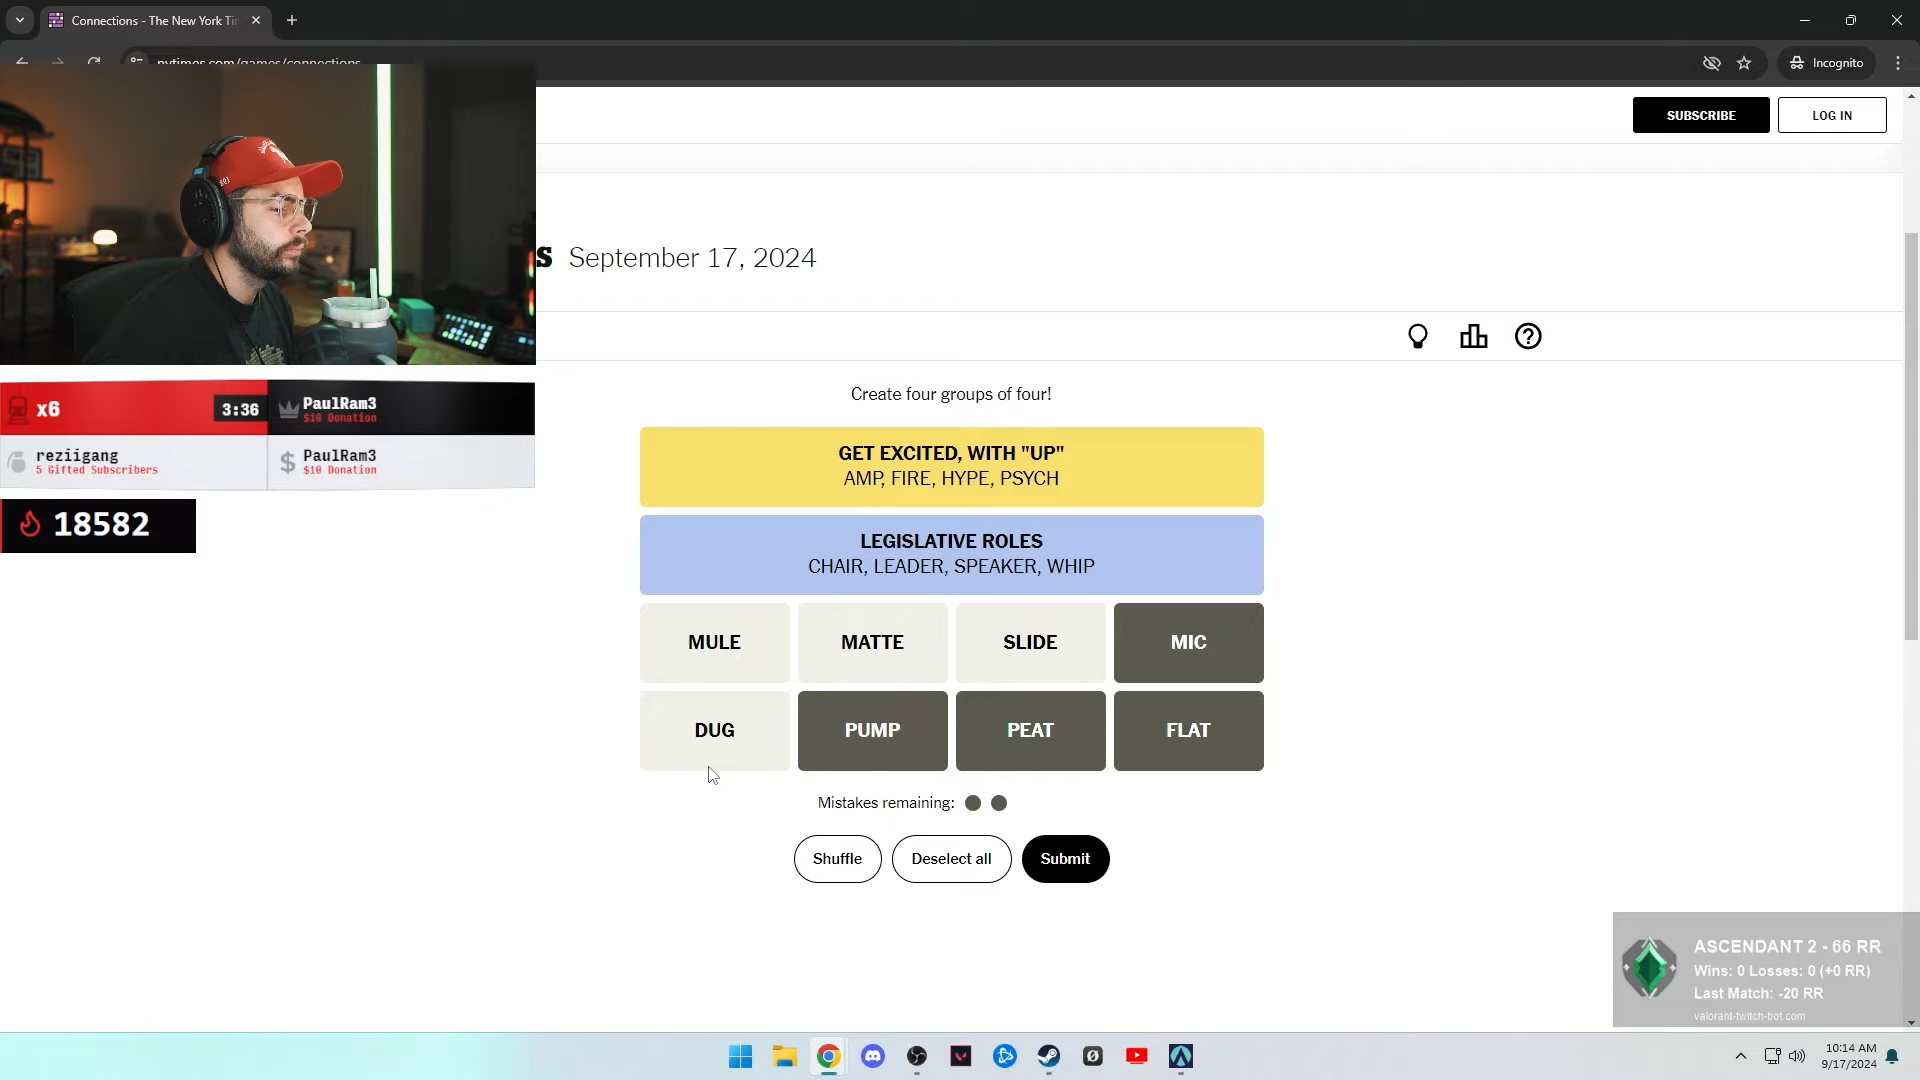 Connections - The New York Ti
nytimes.com/games/connections
Incognito
SUBSCRIBE
LOG IN
S September 17, 2024
x6
3:36
PaulRam3
$10 Donation
reziigang
5 Gifted Subscribers
$ PaulRam3
$10 Donation
18582
Create four groups of four!
GET EXCITED, WITH "UP"
AMP, FIRE, HYPE, PSYCH
LEGISLATIVE ROLES
CHAIR, LEADER, SPEAKER, WHIP
MULE MATTE SLIDE MIC
DUG PUMP PEAT FLAT
Mistakes remaining:
Shuffle
Deselect all
Submit
ASCENDANT 2 - 66 RR
Wins: 0 Losses: 0 (+0 RR)
Last Match: -20 RR
valorant-twitch-bot.com
10:14 AM
9/17/2024